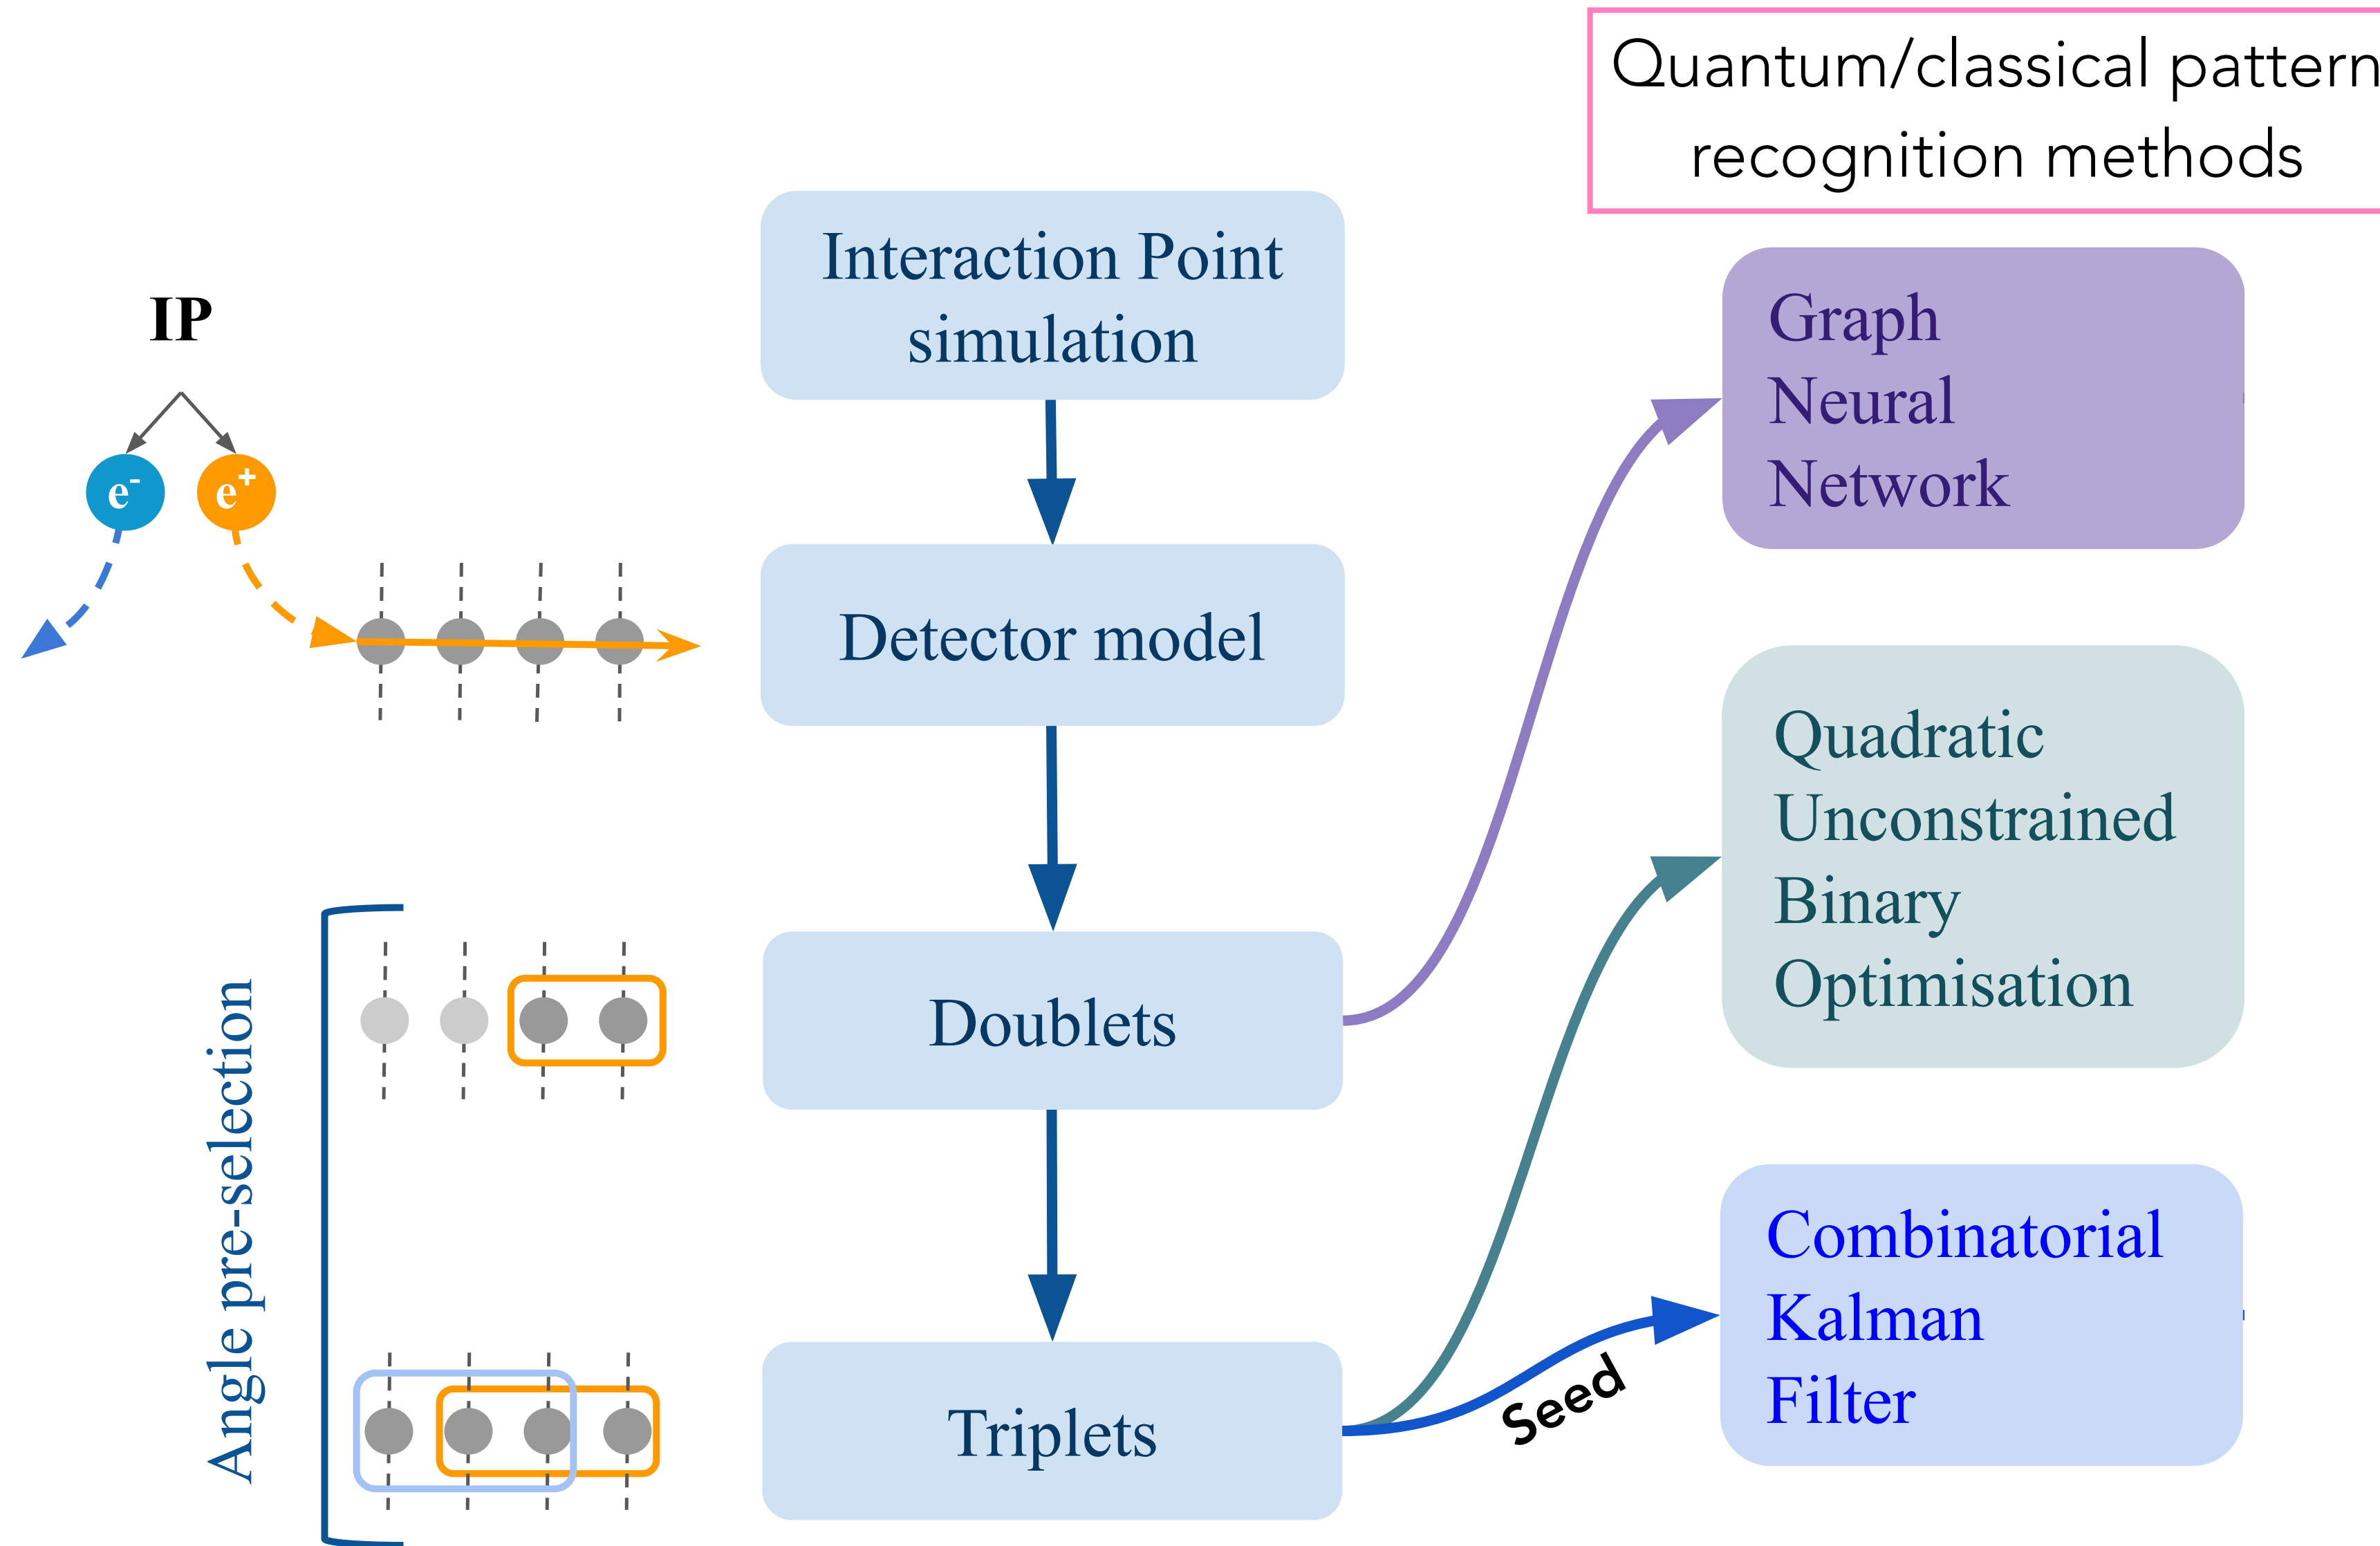 Quantum/classical pattern
recognition methods
Interaction Point
simulation
IP
e-
e+
Detector model
Doublets
Triplets
Angle pre-selection
Graph
Neural
Network
Quadratic
Unconstrained
Binary
Optimisation
Seed
Combinatorial
Kalman
Filter